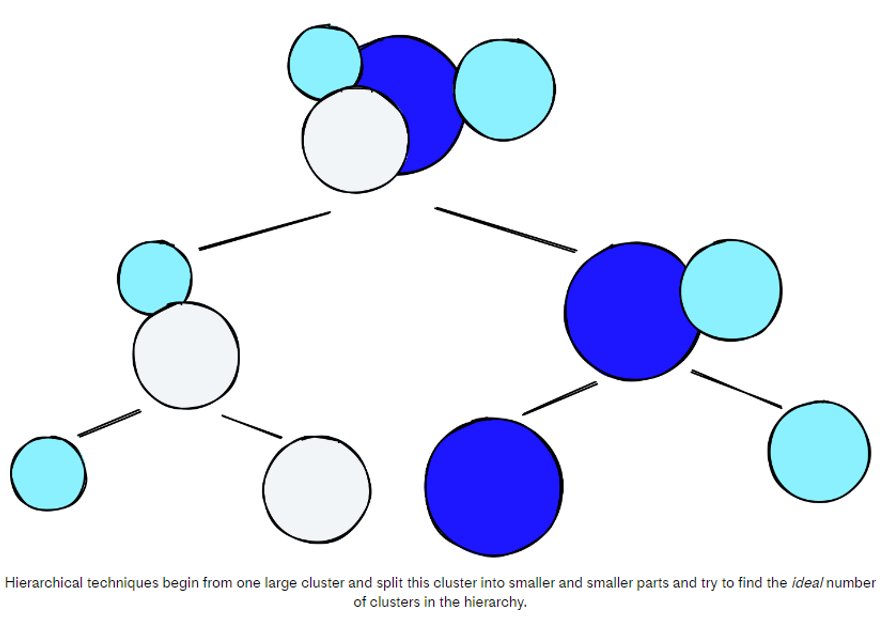 Hierarchical techniques begin from one large cluster and split this cluster into smaller and smaller parts and try to find the ideal number
of clusters in the hierarchy.